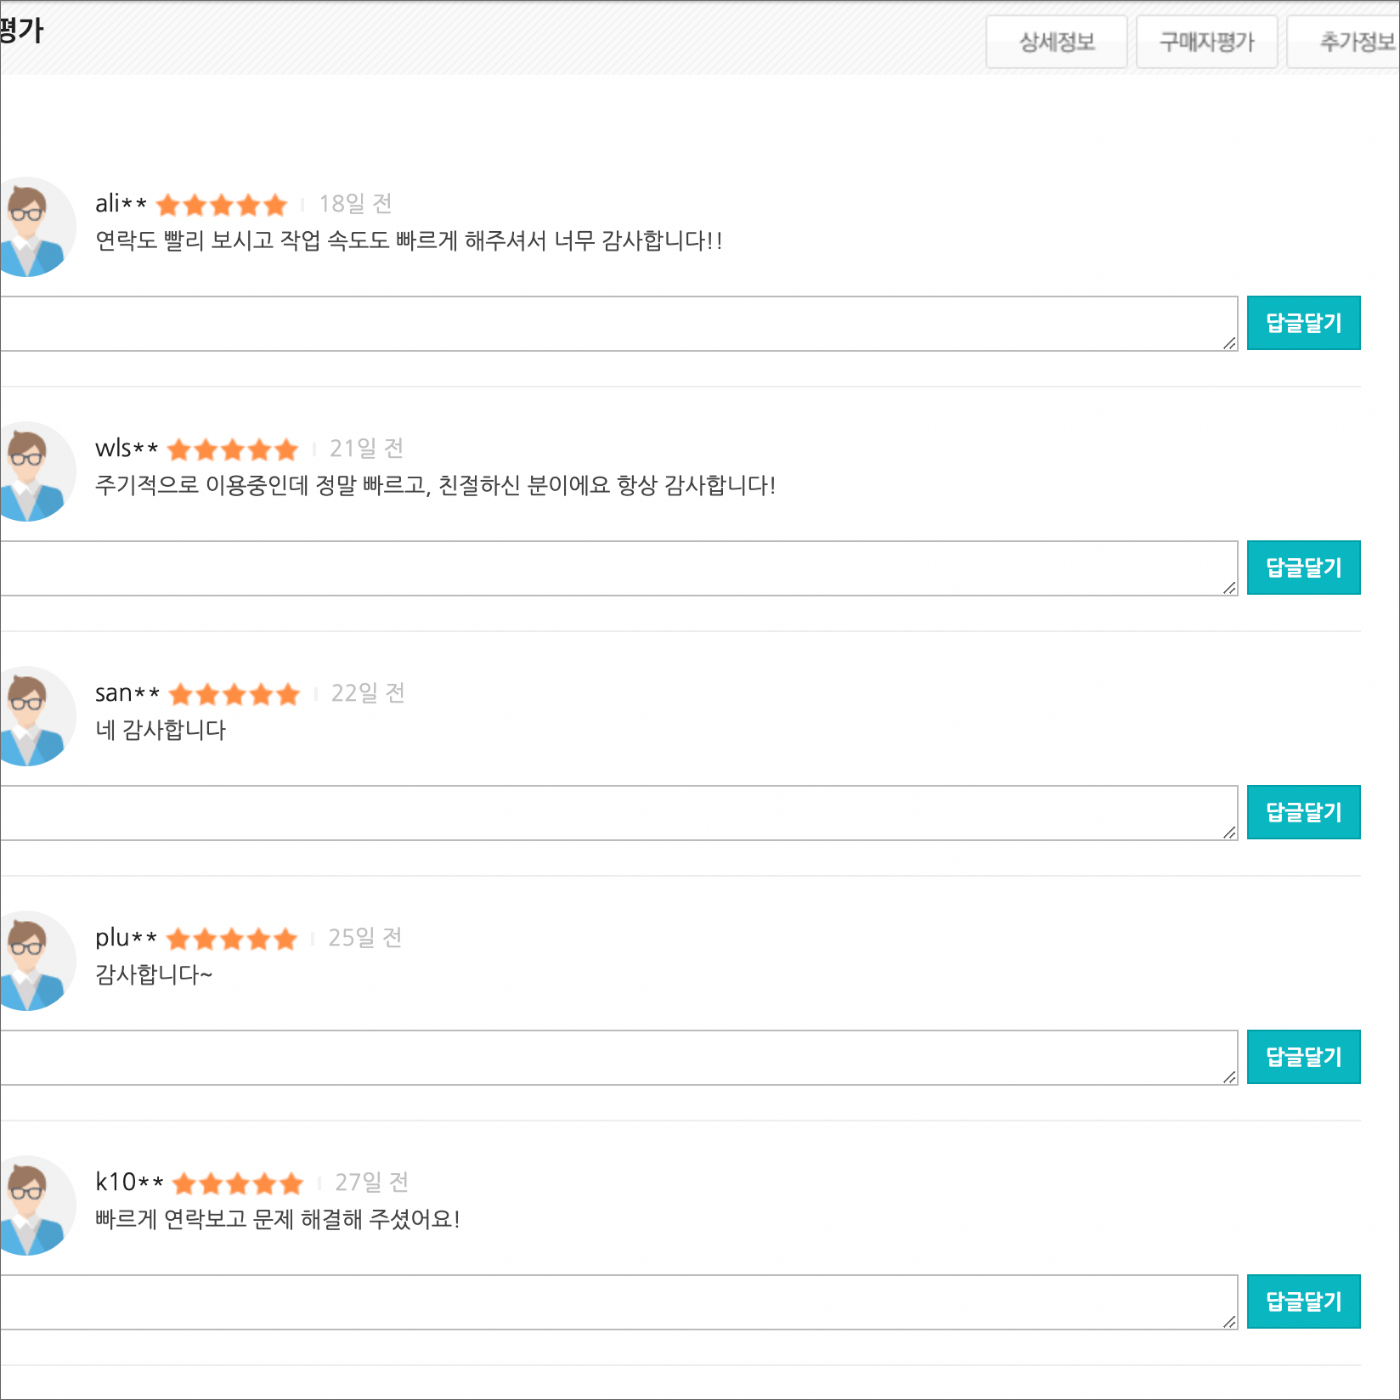 평가
상세정보
구매자평가
추가정보
ali** 18일 전
연락도 빨리 보시고 작업 속도도 빠르게 해주셔서 너무 감사합니다!!
답글달기
wls** 21일 전
주기적으로 이용중인데 정말 빠르고, 친절하신 분이에요 항상 감사합니다!
답글달기
san** 22일 전
네 감사합니다
답글달기
plu** 25일 전
감사합니다~
답글달기
k10** 27일 전
빠르게 연락보고 문제 해결해 주셨어요!
답글달기